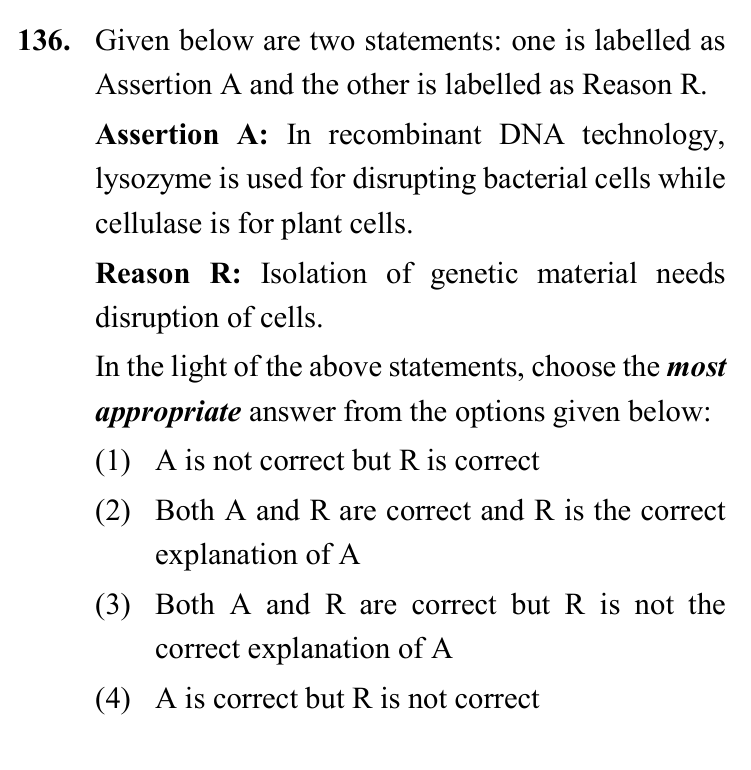 136. Given below are two statements: one is labelled as
Assertion A and the other is labelled as Reason R.
Assertion A: In recombinant DNA technology,
lysozyme is used for disrupting bacterial cells while
cellulase is for plant cells.
Reason R: Isolation of genetic material needs
disruption of cells.
In the light of the above statements, choose the most
appropriate answer from the options given below:
(1) A is not correct but R is correct
(2) Both A and R are correct and R is the correct
explanation of A
(3) Both A and R are correct but R is not the
correct explanation of A
(4) A is correct but R is not correct